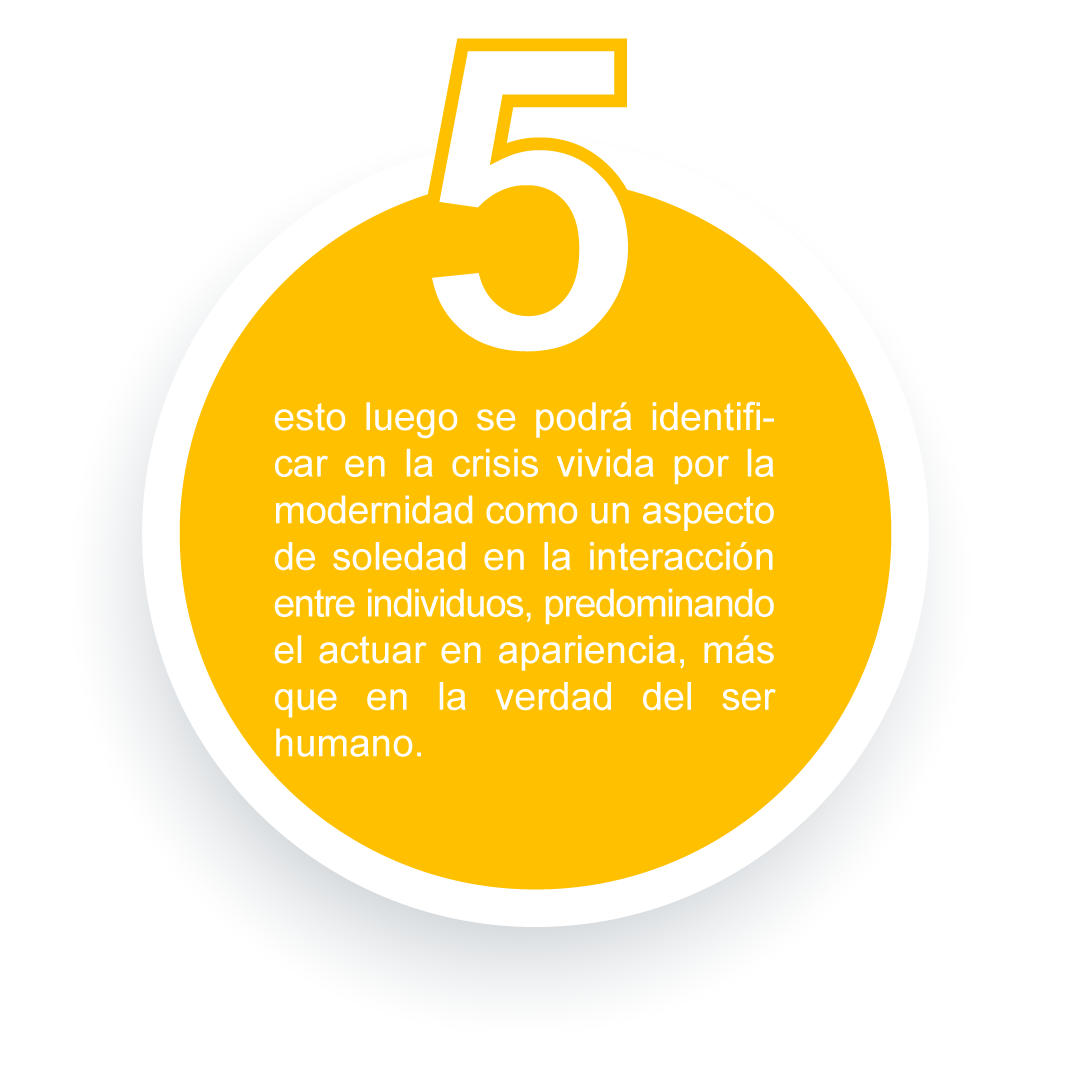 5
esto luego se podrá identifi-
car en la crisis vivida por la
modernidad como un aspecto
de soledad en la interacción
entre individuos, predominando
el actuar en apariencia, más
que en la verdad del ser
humano.